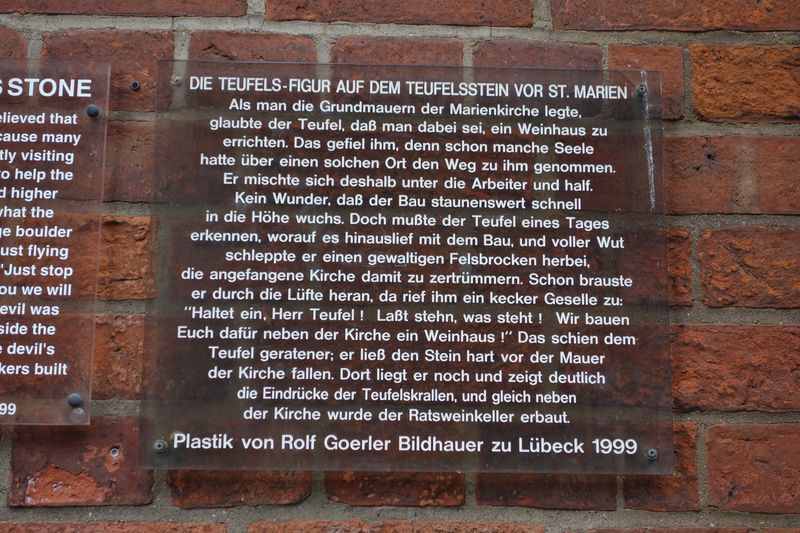 STONE
elieved that
cause many
tly visiting
to help the
d higher
what the
ge boulder
ust flying
"Just stop
ou we will
devil was
side the
e devil's
kers built
99
DIE TEUFELS-FIGUR AUF DEM TEUFELSSTEIN VOR ST. MARIEN
Als man die Grundmauern der Marienkirche legte,
glaubte der Teufel, daß man dabei sei, ein Weinhaus zu
errichten. Das gefiel ihm, denn schon manche Seele
hatte über einen solchen Ort den Weg zu ihm genommen.
Er mischte sich deshalb unter die Arbeiter und half.
Kein Wunder, daß der Bau staunenswert schnell
in die Höhe wuchs. Doch mußte der Teufel eines Tages
erkennen, worauf es hinauslief mit dem Bau, und voller Wut
schleppte er einen gewaltigen Felsbrocken herbei,
die angefangene Kirche damit zu zertrümmern. Schon brauste
er durch die Lüfte heran, da rief ihm ein kecker Geselle zu:
"Haltet ein, Herr Teufel ! Laßt stehn, was steht ! Wir bauen
Euch dafür neben der Kirche ein Weinhaus !" Das schien dem
Teufel geratener; er ließ den Stein hart vor der Mauer
der Kirche fallen. Dort liegt er noch und zeigt deutlich
die Eindrücke der Teufelskrallen, und gleich neben
der Kirche wurde der Ratsweinkeller erbaut.
Plastik von Rolf Goerler Bildhauer zu Lübeck 1999